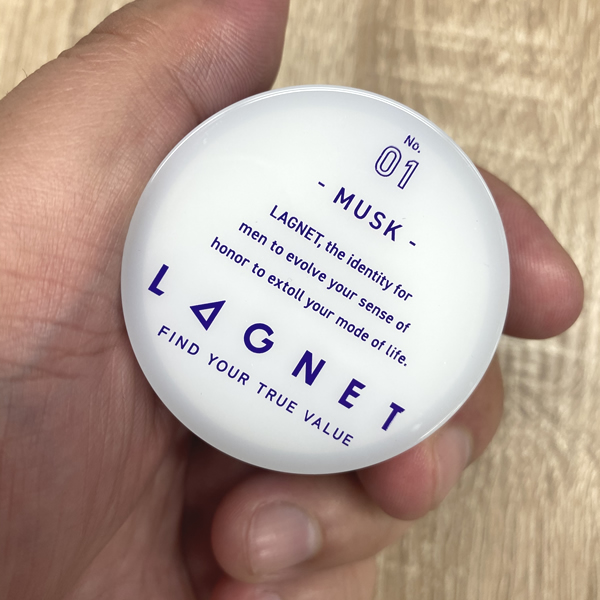 No.
01
- MUSK -
LAGNET, the identity for
men to evolve your sense of
honor to extoll your mode of life.
LAGNET
FIND YOUR TRUE VALUE